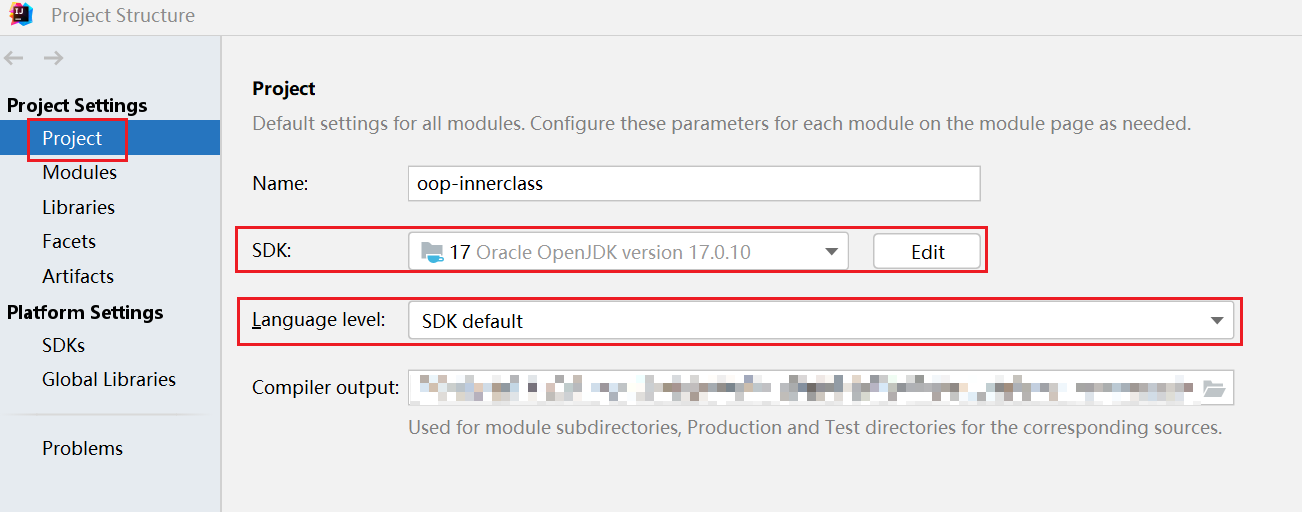 Project Structure
Project Settings
Project
Modules
Libraries
Facets
Artifacts
Platform Settings
SDKs
Global Libraries
Problems
Project
Default settings for all modules. Configure these parameters for each module on the module page as needed.
Name: oop-innerclass
SDK: 17 Oracle OpenJDK version 17.0.10 Edit
Language level: SDK default
Compiler output:
Used for module subdirectories, Production and Test directories for the corresponding sources.